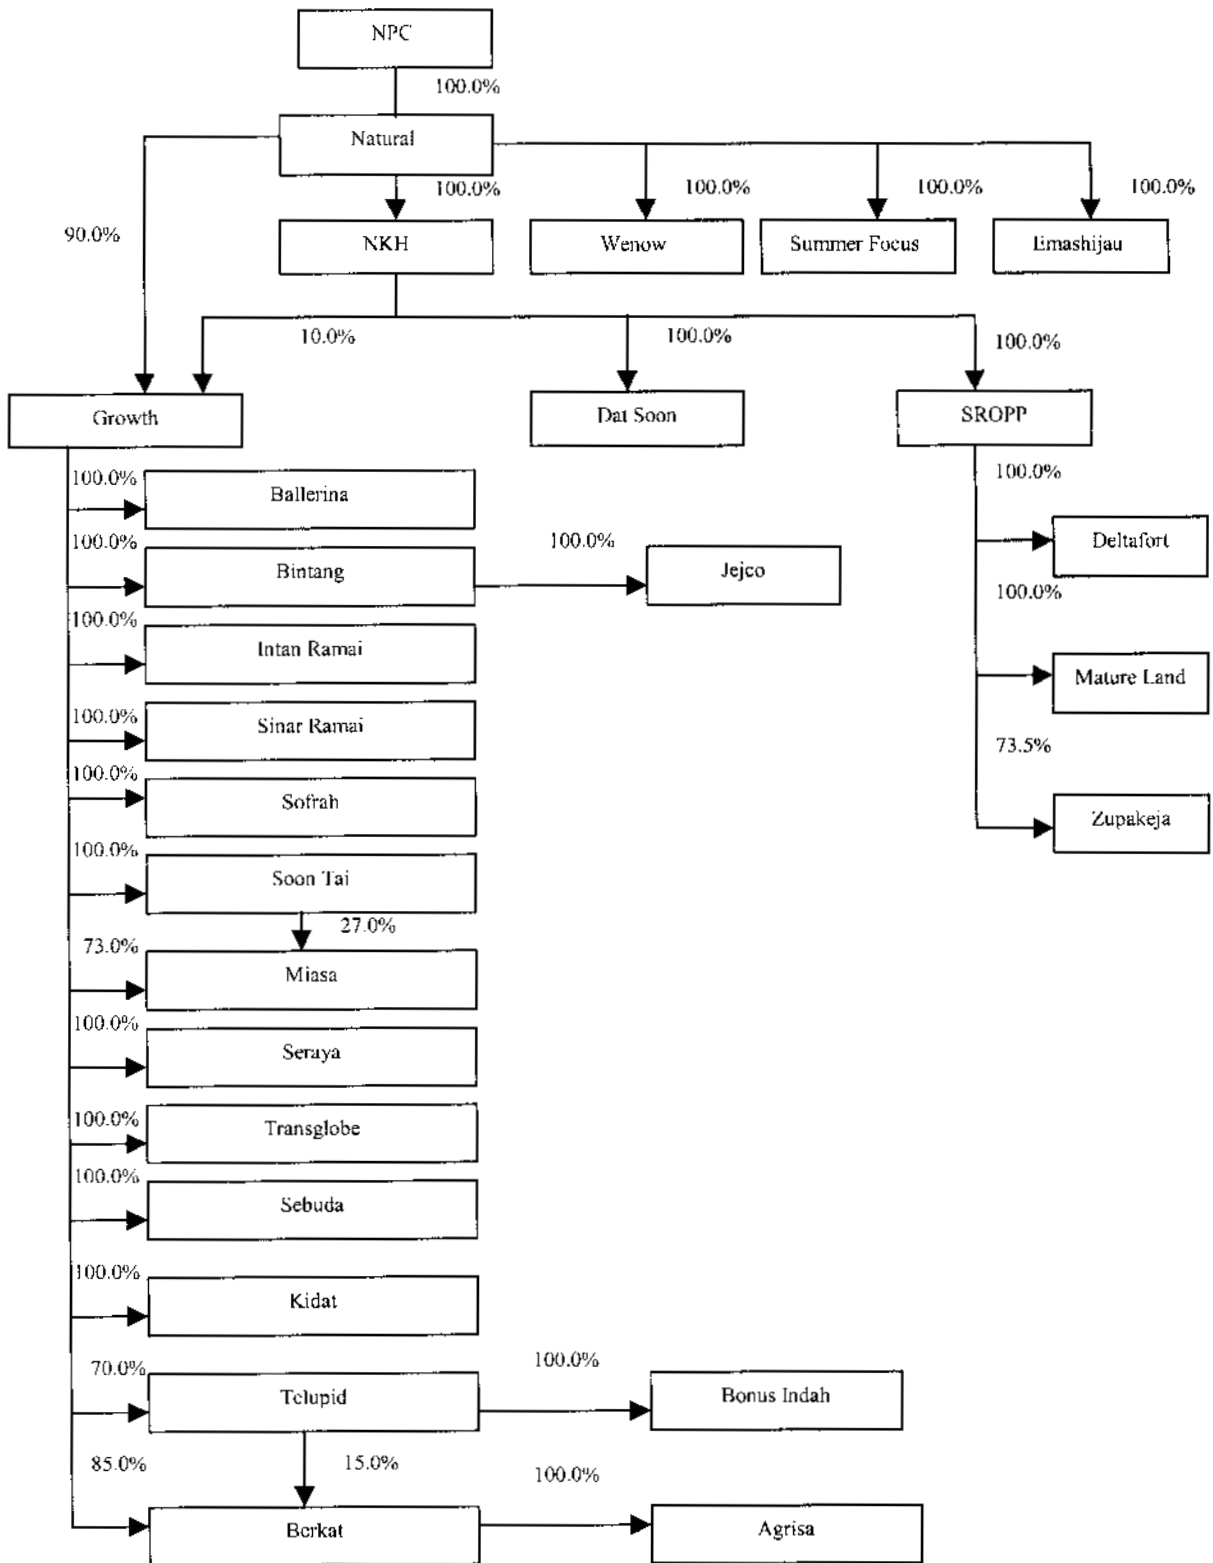 NPC
100.0%
Natural
100.0%
100.0%
100.0%
100.0%
90.0%
NKH
Wenow
Summer Focus
Emashijau
10.0%
100.0%
100.0%
Growth
Dat Soon
SROPP
100.0%
Ballerina
100.0%
100.0%
Bintang
100.0%
Jejco
Deltafort
100.0%
100.0%
Intan Ramai
Mature Land
100.0%
Sinar Ramai
73.5%
100.0%
Sofrah
Zupakeja
100.0%
Soon Tai
27.0%
73.0%
Miasa
100.0%
Seraya
100.0%
Transglobe
100.0%
Sebuda
100.0%
Kidat
70.0%
Telupid
100.0%
Bonus Indah
85.0%
15.0%
100.0%
Berkat
Agrisa